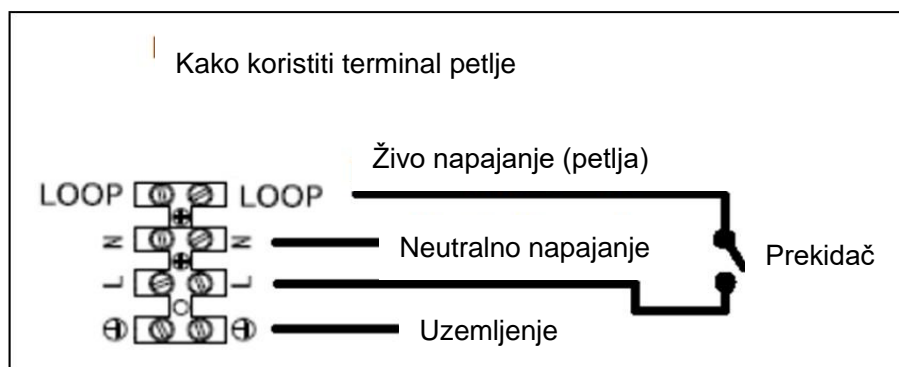 Kako koristiti terminal petlje
Živo napajanje (petlja)
LOOP LOOP
N N Neutralno napajanje
Prekidač
L L
Uzemljenje